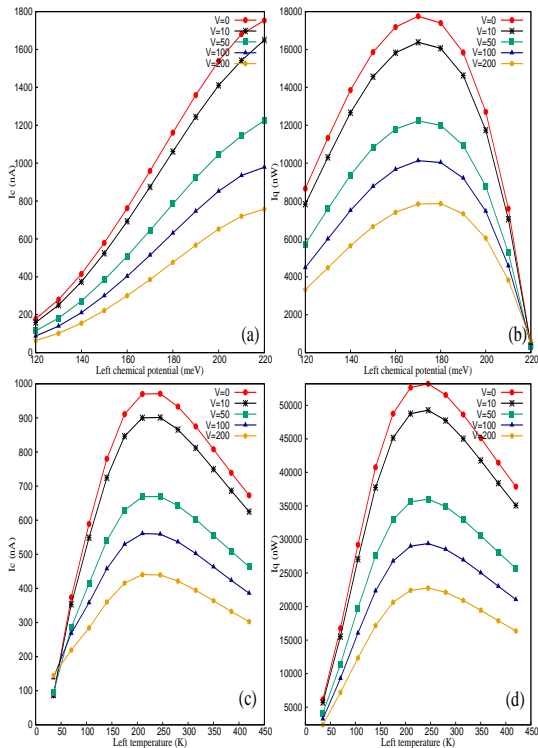 1800
1600
1400
1200
1000
800
600
400
200
0
120 140 160 180 200 220
Ic (nA)
Left chemical potential (meV)
V=0
V=10
V=50
V=100
V=200
(a)
18000
16000
14000
12000
10000
8000
6000
4000
2000
0
120 140 160 180 200 220
Iq (nW)
Left chemical potential (meV)
V=0
V=10
V=50
V=100
V=200
(b)
1000
900
800
700
600
500
400
300
200
100
0
0 50 100 150 200 250 300 350 400 450
Ic (nA)
Left temperature (K)
V=0
V=10
V=50
V=100
V=200
(c)
50000
45000
40000
35000
30000
25000
20000
15000
10000
5000
0 50 100 150 200 250 300 350 400 450
Iq (nW)
Left temperature (K)
V=0
V=10
V=50
V=100
V=200
(d)